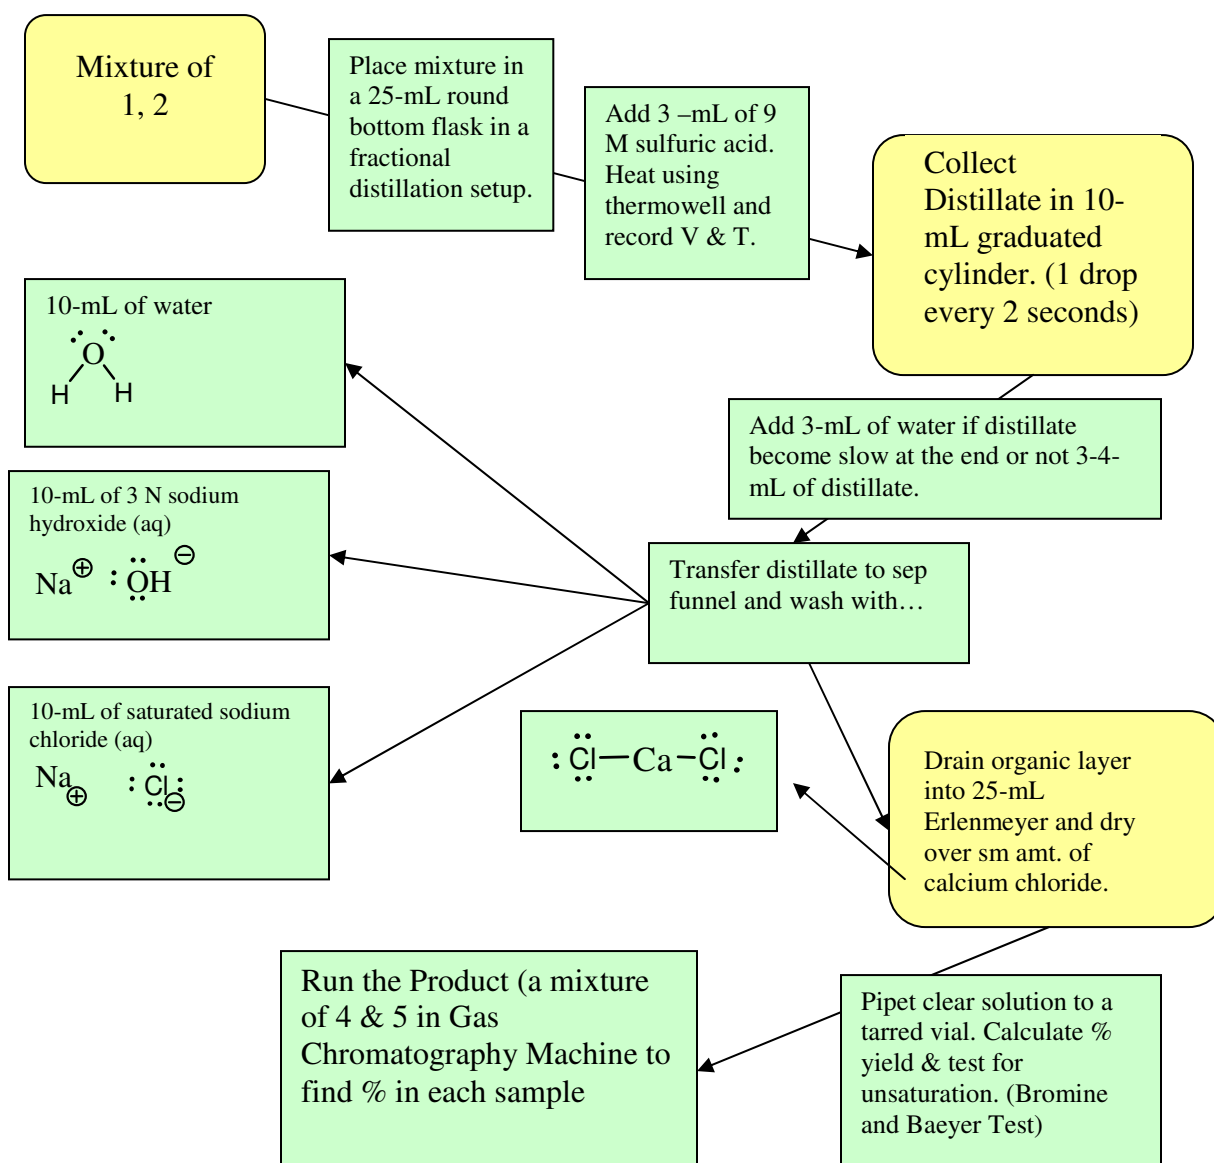 Mixture of
1, 2
Place mixture in
a 25-mL round
bottom flask in a
fractional
distillation setup.
Add 3 –mL of 9
M sulfuric acid.
Heat using
thermowell and
record V & T.
Collect
Distillate in 10-
mL graduated
cylinder. (1 drop
every 2 seconds)
Add 3-mL of water if distillate
become slow at the end or not 3-4-
mL of distillate.
Transfer distillate to sep
funnel and wash with…
10-mL of water
O
H H
10-mL of 3 N sodium
hydroxide (aq)
Na⊕ :OH⊖
10-mL of saturated sodium
chloride (aq)
Na⊕ :Cl:⊖
:Cl—Ca—Cl:
Drain organic layer
into 25-mL
Erlenmeyer and dry
over sm amt. of
calcium chloride.
Pipet clear solution to a
tarred vial. Calculate %
yield & test for
unsaturation. (Bromine
and Baeyer Test)
Run the Product (a mixture
of 4 & 5 in Gas
Chromatography Machine to
find % in each sample